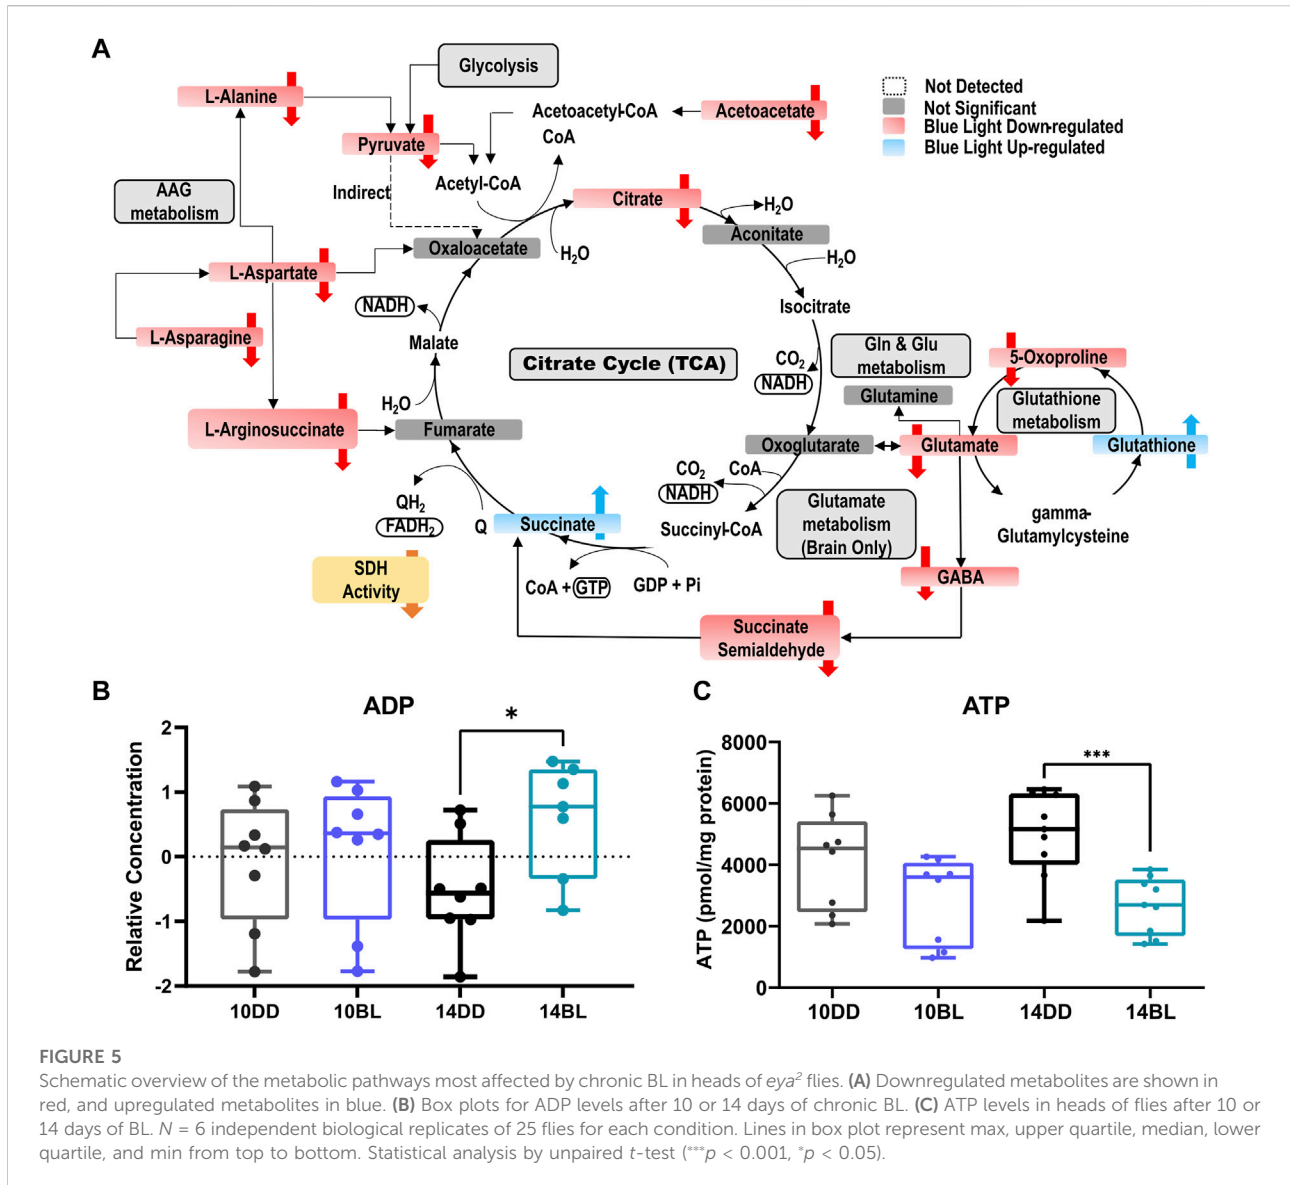 A
Glycolysis
Not Detected
Not Significant
Blue Light Down-regulated
Blue Light Up-regulated
L-Alanine
Acetoacetyl-CoA
Acetoacetate
CoA
Pyruvate
Acetyl-CoA
Indirect
AAG
metabolism
Citrate
H2O
Aconitate
Oxaloacetate
H2O
H2O
L-Aspartate
NADH
Isocitrate
L-Asparagine
Malate
Citrate Cycle (TCA)
CO2
NADH
Gln & Glu
metabolism
5-Oxoproline
Glutamine
Glutathione
metabolism
H2O
L-Arginosuccinate
Fumarate
Oxoglutarate
Glutamate
Glutathione
CO2
CoA
NADH
QH2
FADH2
Q
Succinate
Succinyl-CoA
Glutamate
metabolism
(Brain Only)
gamma-
Glutamylcysteine
SDH
Activity
CoA + GTP
GDP + Pi
GABA
Succinate
Semialdehyde
B
ADP
Relative Concentration
2
1
0
-1
-2
*
10DD
10BL
14DD
14BL
C
ATP
ATP (pmol/mg protein)
8000
6000
4000
2000
0
***
10DD
10BL
14DD
14BL
FIGURE 5
Schematic overview of the metabolic pathways most affected by chronic BL in heads of eya2 flies. (A) Downregulated metabolites are shown in
red, and upregulated metabolites in blue. (B) Box plots for ADP levels after 10 or 14 days of chronic BL. (C) ATP levels in heads of flies after 10 or
14 days of BL. N = 6 independent biological replicates of 25 flies for each condition. Lines in box plot represent max, upper quartile, median, lower
quartile, and min from top to bottom. Statistical analysis by unpaired t-test (***p < 0.001, *p < 0.05).